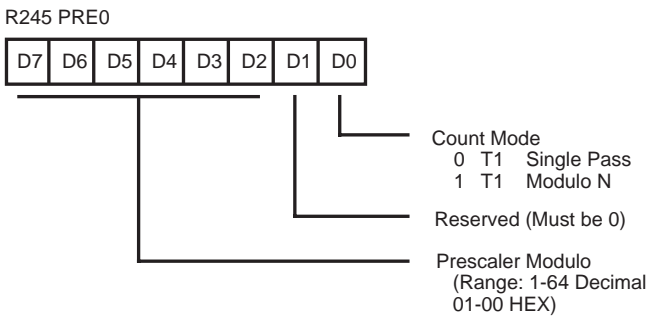 R245 PRE0
D7 D6 D5 D4 D3 D2 D1 D0
Count Mode
0 T1 Single Pass
1 T1 Modulo N
Reserved (Must be 0)
Prescaler Modulo
(Range: 1-64 Decimal
01-00 HEX)